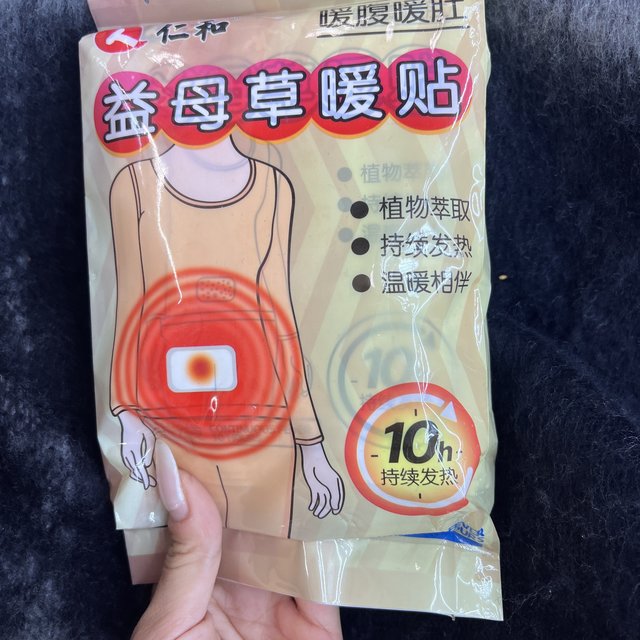 仁和
暖腹暖肚
益母草暖贴
植物萃取
持续发热
温暖相伴
10h
持续发热